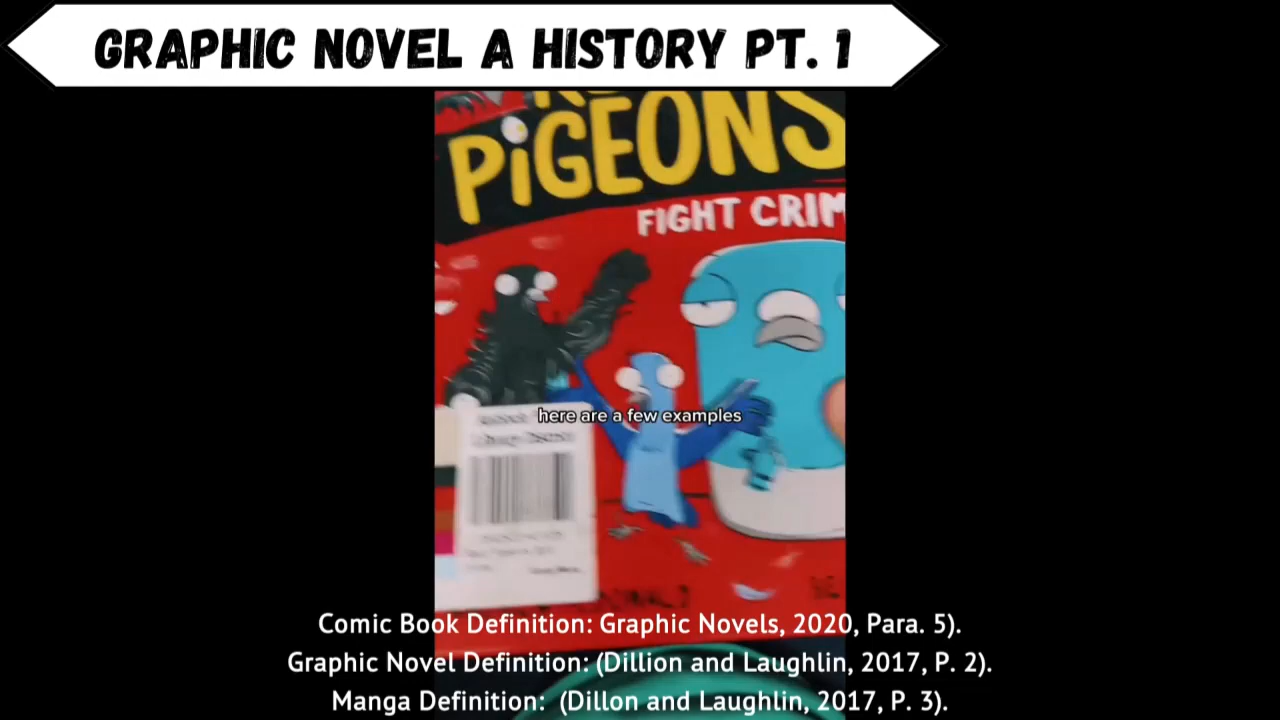 GRAPHIC NOVEL A HISTORY PT. 1
PIGEONS
FIGHT CRIM
here are a few examples
Comic Book Definition: Graphic Novels, 2020, Para. 5).
Graphic Novel Definition: (Dillion and Laughlin, 2017, P. 2).
Manga Definition: (Dillon and Laughlin, 2017, P. 3).